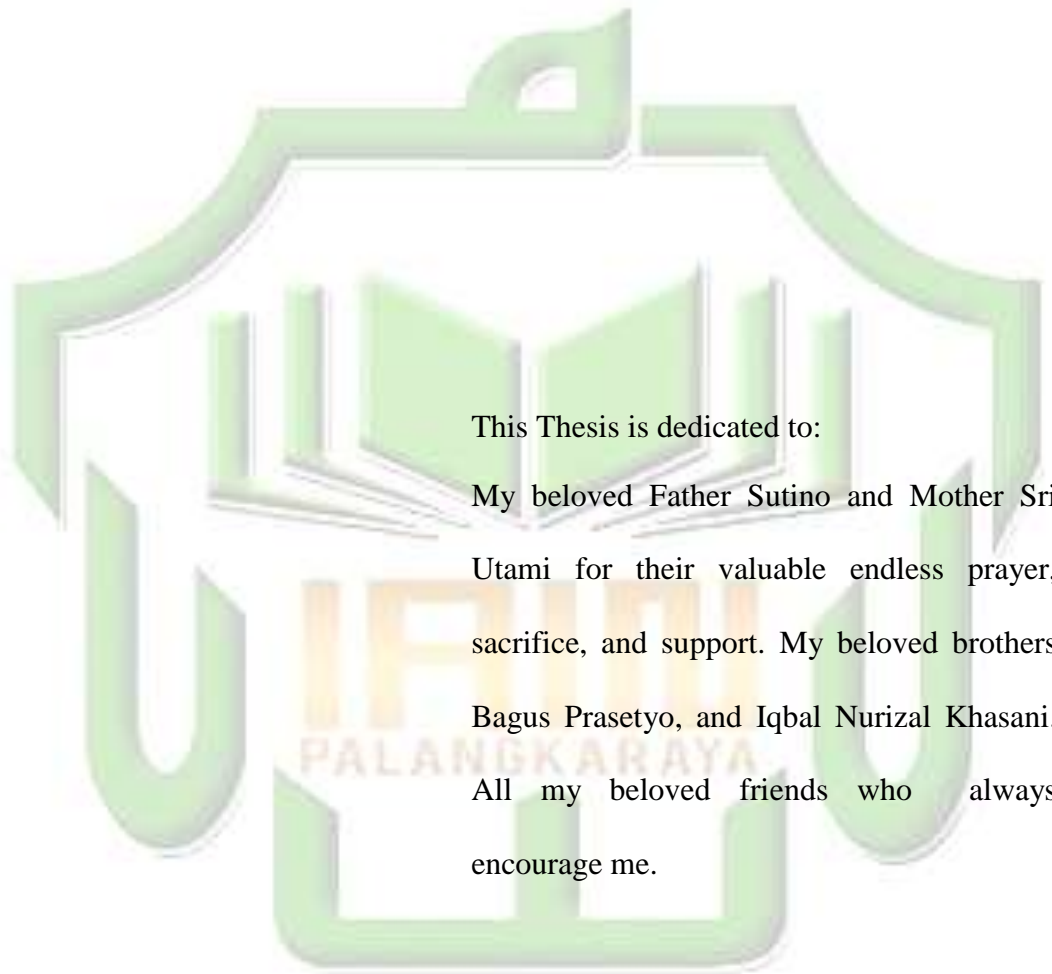 This Thesis is dedicated to:
My beloved Father Sutino and Mother Sri
Utami for their valuable endless prayer,
sacrifice, and support. My beloved brothers
Bagus Prasetyo, and Iqbal Nurizal Khasani.
All my beloved friends who always
encourage me.
IAIN
PALANGKARAYA